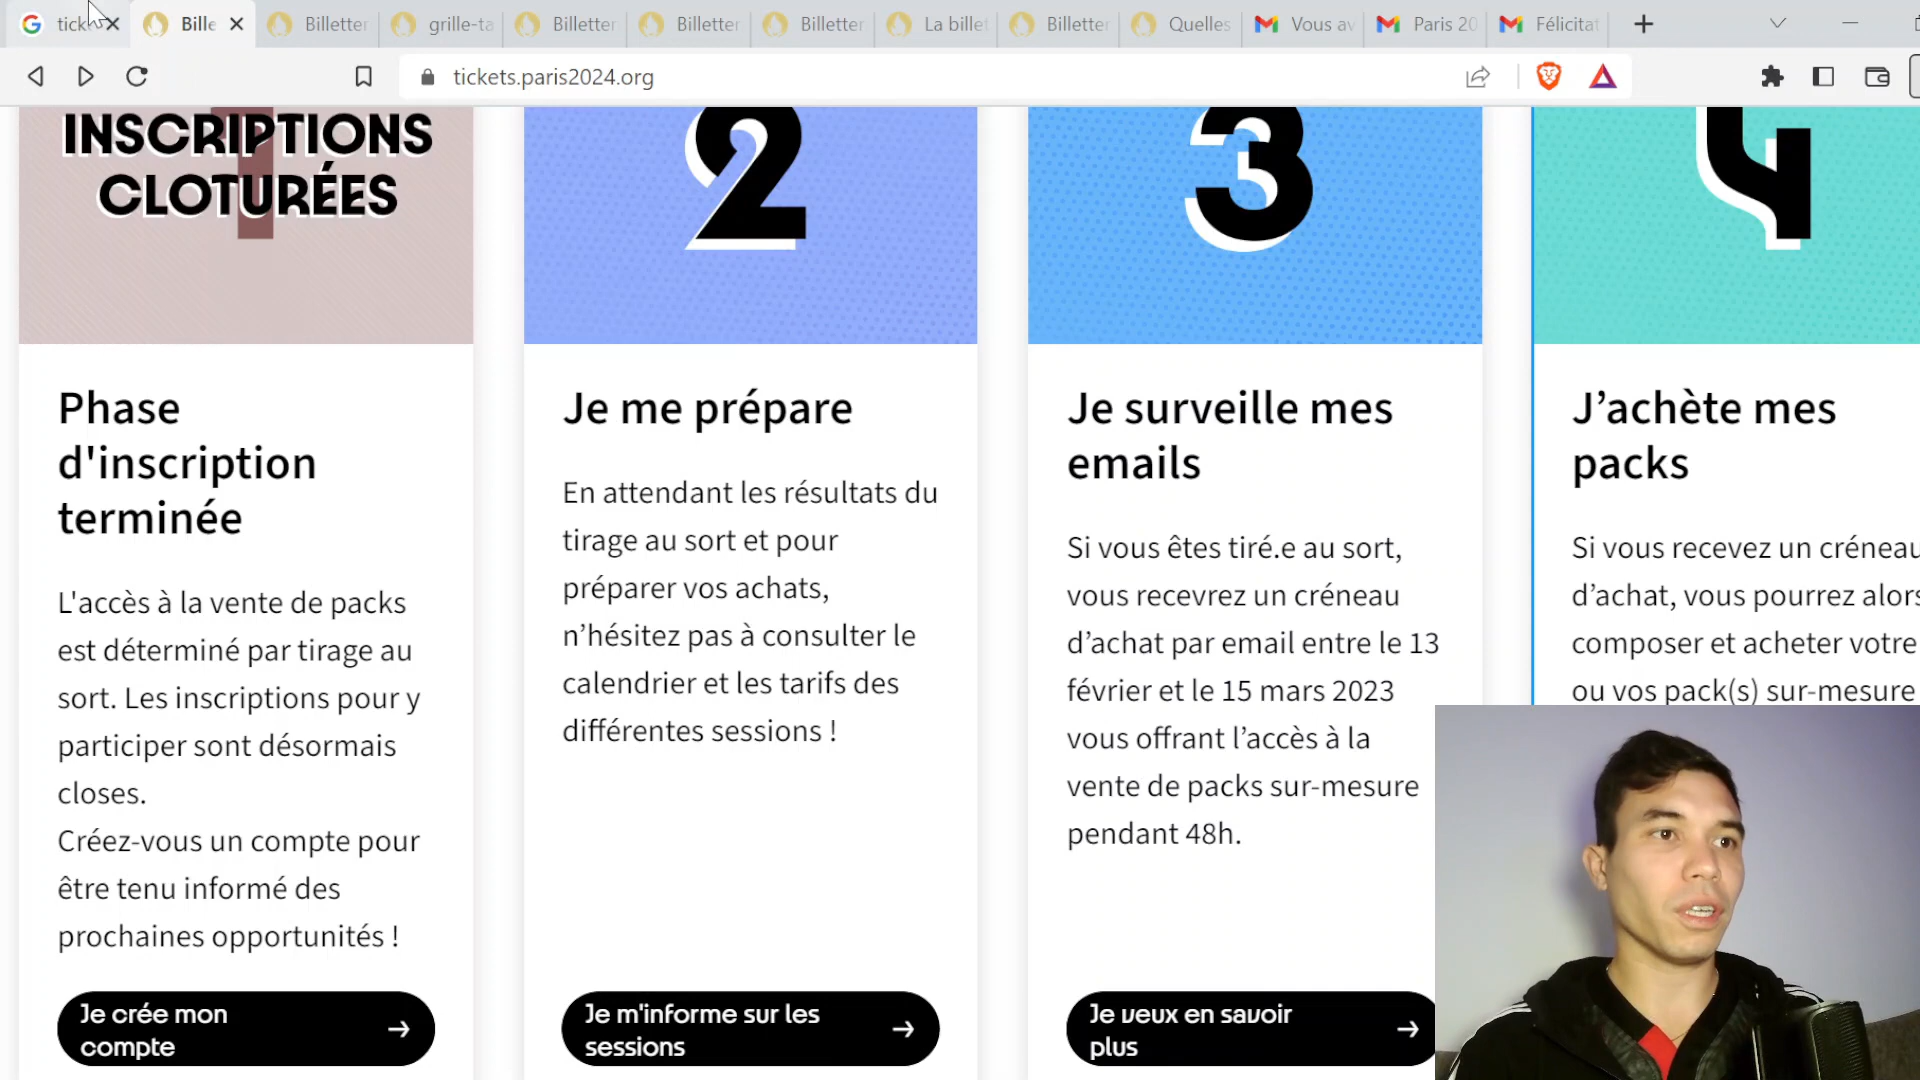 tick
Bille
Billetter
grille-ta
Billetter
Billetter
Billetter
La billet
Billetter
Quelles
Vous av
Paris 20
Félicitat
tickets.paris2024.org
INSCRIPTIONS
CLOTURÉES
1
Phase
d'inscription
terminée
L'accès à la vente de packs
est déterminé par tirage au
sort. Les inscriptions pour y
participer sont désormais
closes.
Créez-vous un compte pour
être tenu informé des
prochaines opportunités !
Je crée mon
compte
2
Je me prépare
En attendant les résultats du
tirage au sort et pour
préparer vos achats,
n’hésitez pas à consulter le
calendrier et les tarifs des
différentes sessions !
Je m'informe sur les
sessions
3
Je surveille mes
emails
Si vous êtes tiré.e au sort,
vous recevrez un créneau
d’achat par email entre le 13
février et le 15 mars 2023
vous offrant l’accès à la
vente de packs sur-mesure
pendant 48h.
Je veux en savoir
plus
4
J’achète mes
packs
Si vous recevez un créneau
d’achat, vous pourrez alors
composer et acheter votre
ou vos pack(s) sur-mesure